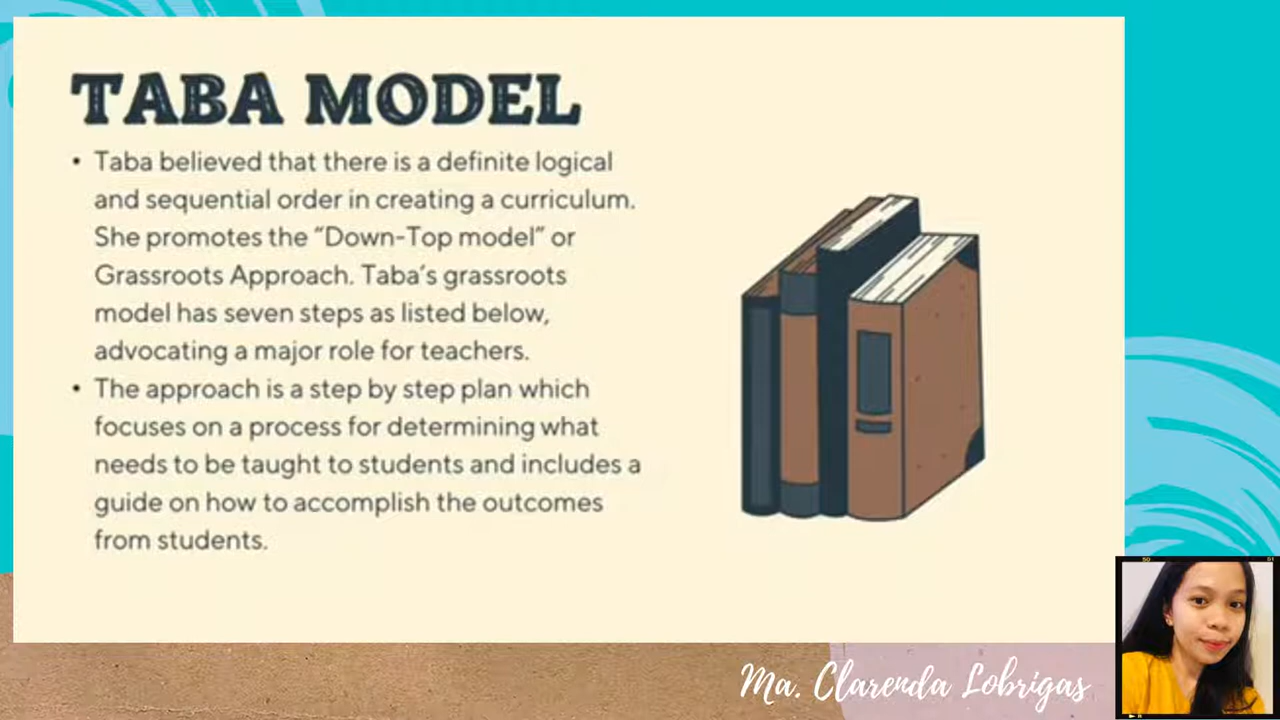 TABA MODEL
• Taba believed that there is a definite logical
and sequential order in creating a curriculum.
She promotes the “Down-Top model” or
Grassroots Approach. Taba’s grassroots
model has seven steps as listed below,
advocating a major role for teachers.
• The approach is a step by step plan which
focuses on a process for determining what
needs to be taught to students and includes a
guide on how to accomplish the outcomes
from students.
50 51
Ma. Clarenda Lobrigas